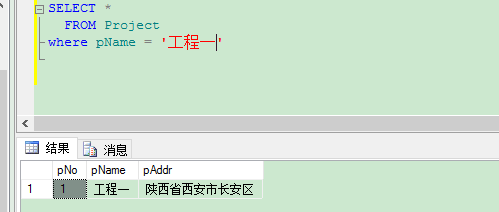 SELECT *
FROM Project
where pName = '工程一'
结果 消息
pNo pName pAddr
1 1 工程一 陕西省西安市长安区